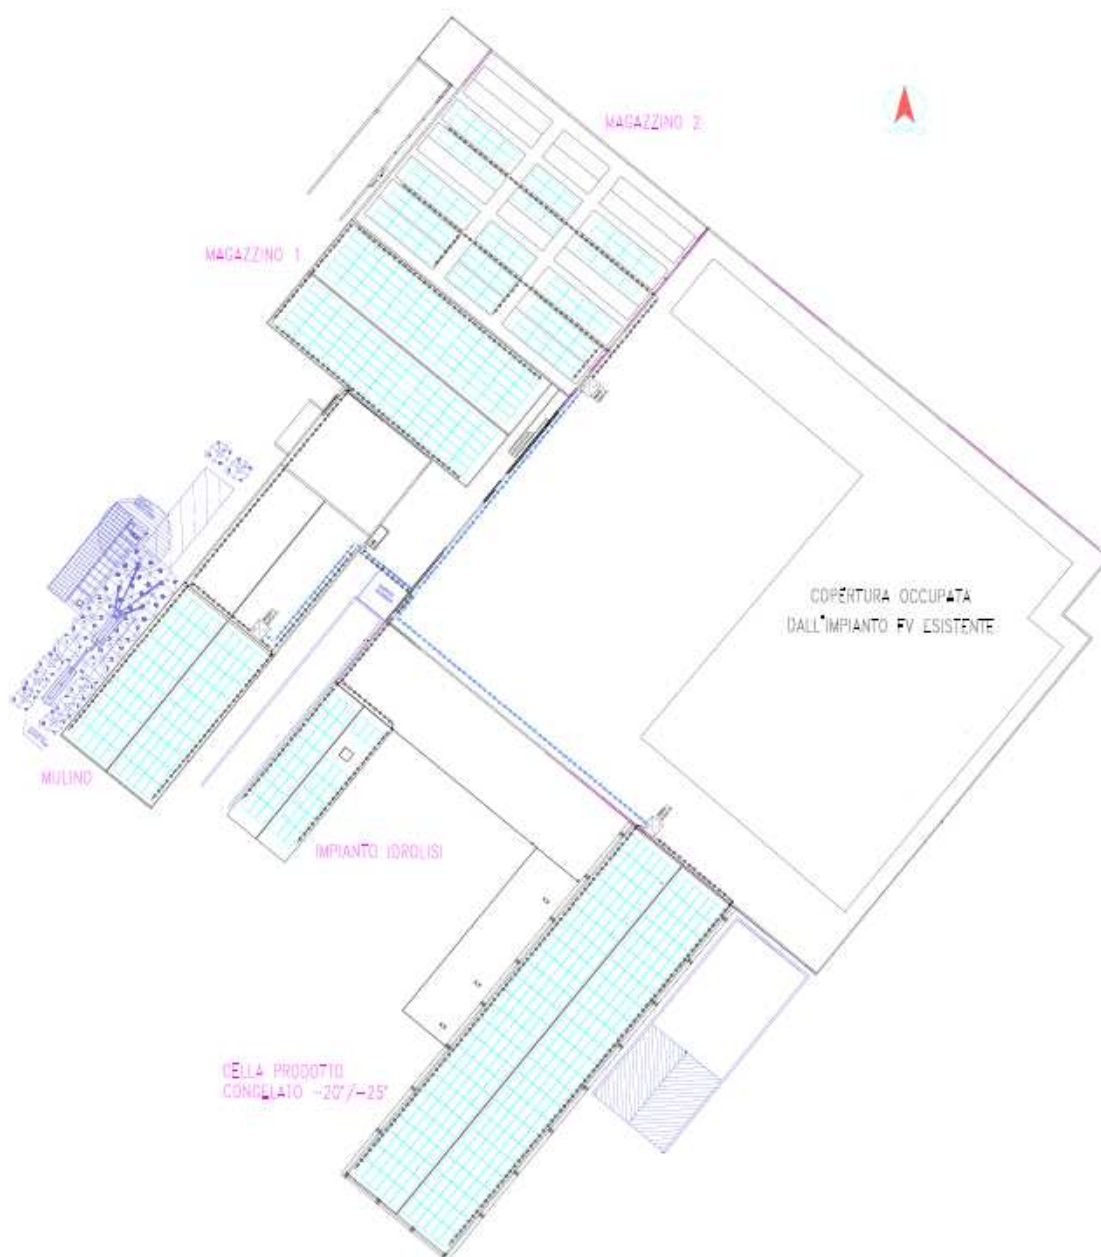 MAGAZZINO 2
MAGAZZINO 1
COPERTURA OCCUPATA
DALL'IMPIANTO FV ESISTENTE
MULINO
IMPIANTO IDROLISI
CELLA PRODOTTO
CONGELATO -20°/-25°